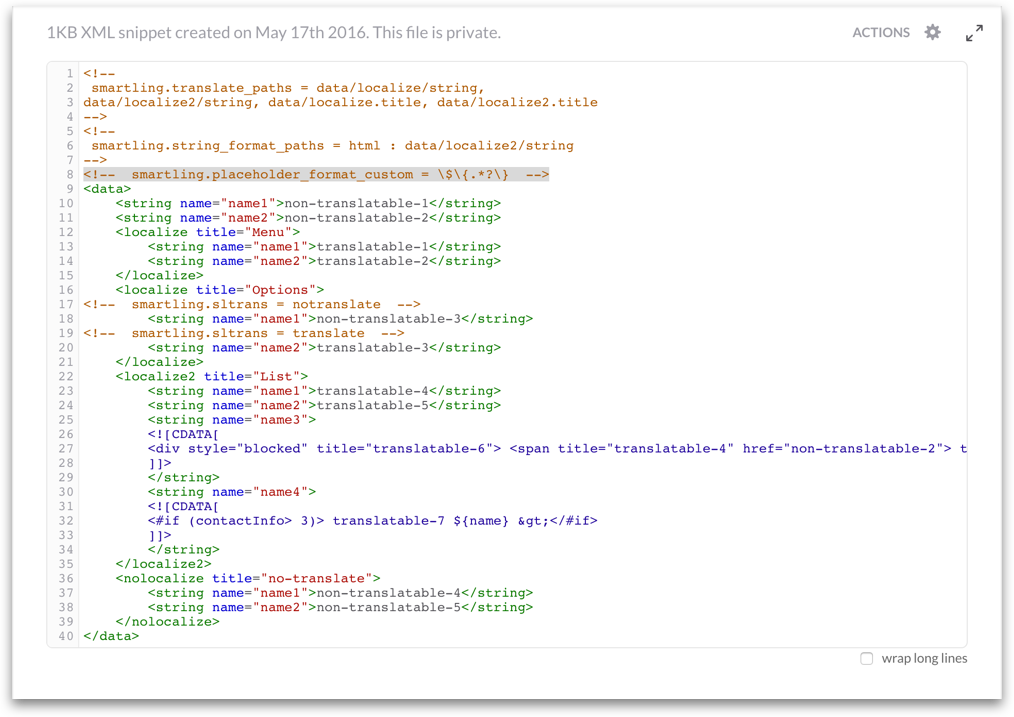 1KB XML snippet created on May 17th 2016. This file is private.
ACTIONS
1 <!--
2  smartling.translate_paths = data/localize/string,
3 data/localize2/string, data/localize.title, data/localize2.title
4 -->
5 <!--
6  smartling.string_format_paths = html : data/localize2/string
7 -->
8 <!--  smartling.placeholder_format_custom = \$\{.*?\}  -->
9 <data>
10     <string name="name1">non-translatable-1</string>
11     <string name="name2">non-translatable-2</string>
12     <localize title="Menu">
13         <string name="name1">translatable-1</string>
14         <string name="name2">translatable-2</string>
15     </localize>
16     <localize title="Options">
17 <!--  smartling.sltrans = notranslate  -->
18         <string name="name1">non-translatable-3</string>
19 <!--  smartling.sltrans = translate  -->
20         <string name="name2">translatable-3</string>
21     </localize>
22     <localize2 title="List">
23         <string name="name1">translatable-4</string>
24         <string name="name2">translatable-5</string>
25         <string name="name3">
26         <![CDATA[
27         <div style="blocked" title="translatable-6"> <span title="translatable-4" href="non-translatable-2"> t
28         ]]>
29         </string>
30         <string name="name4">
31         <![CDATA[
32         <#if (contactInfo> 3)> translatable-7 ${name} &gt;</#if>
33         ]]>
34         </string>
35     </localize2>
36     <nolocalize title="no-translate">
37         <string name="name1">non-translatable-4</string>
38         <string name="name2">non-translatable-5</string>
39     </nolocalize>
40 </data>
wrap long lines